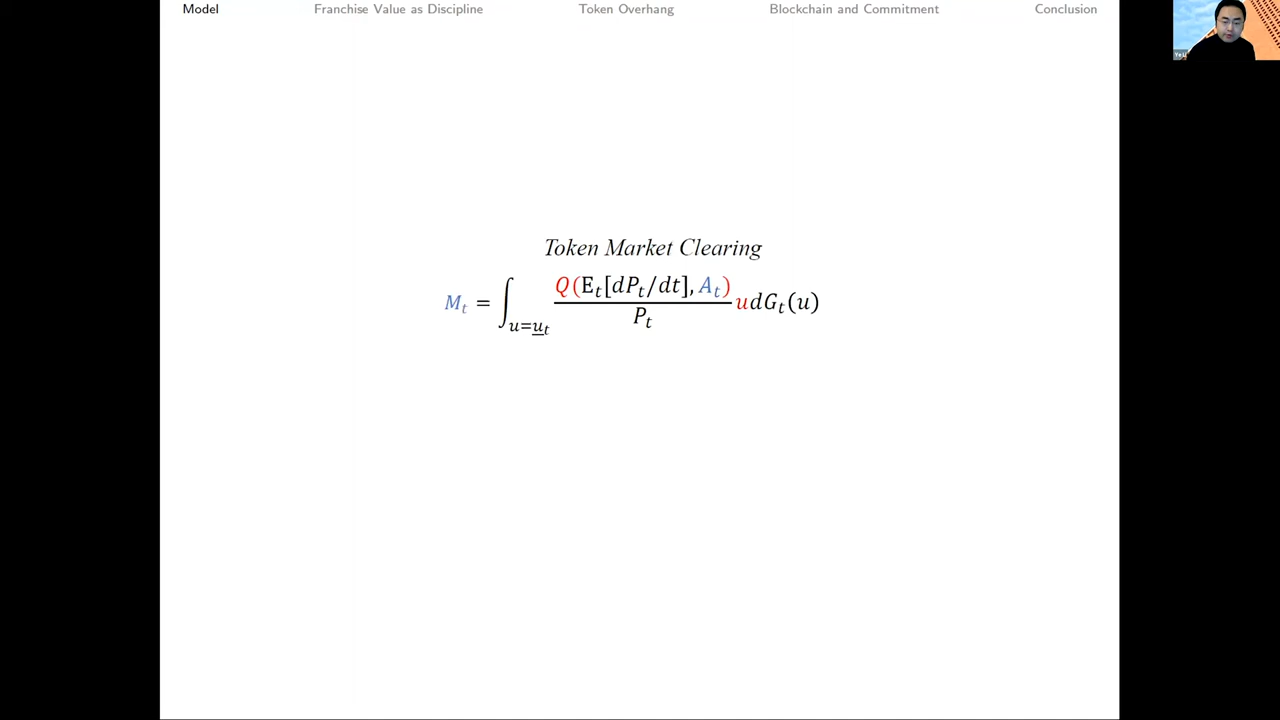 Model Franchise Value as Discipline Token Overhang Blockchain and Commitment Conclusion
Token Market Clearing
M_t = ∫_{u=u̲_t} Q(E_t[dP_t/dt], A_t) / P_t u dG_t(u)